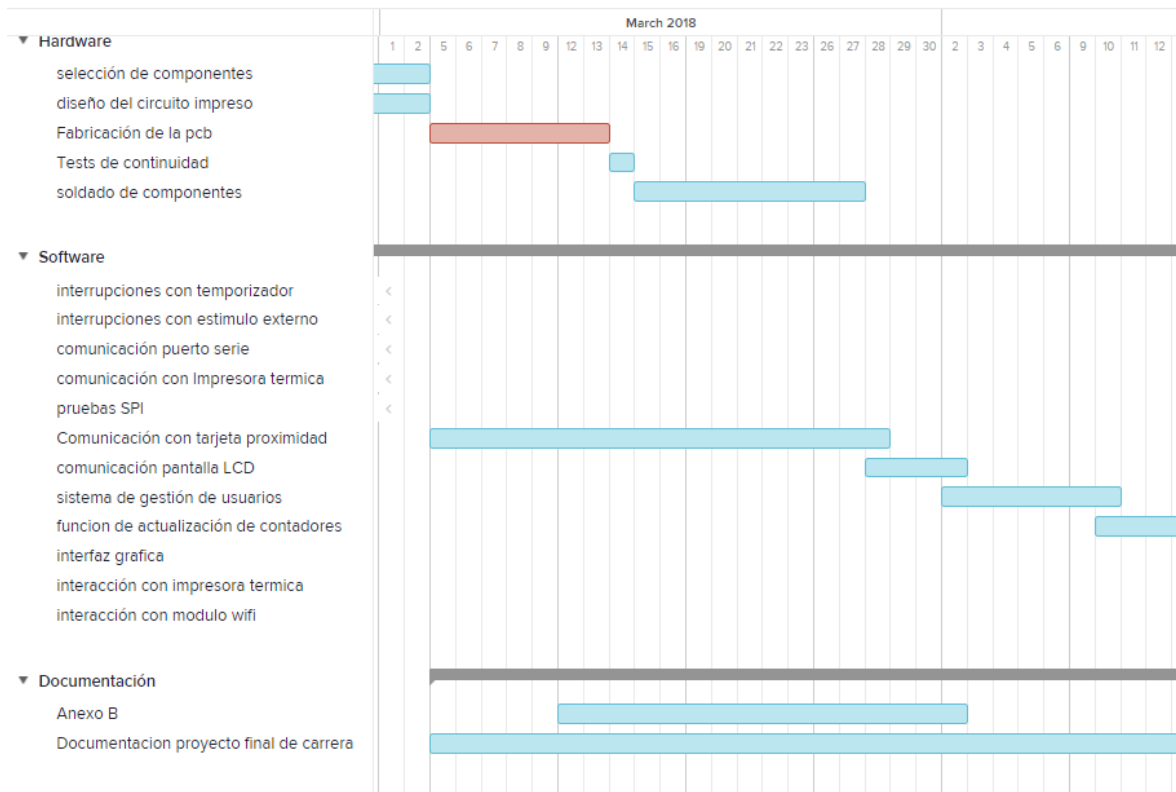 March 2018
Hardware
1 2 5 6 7 8 9 12 13 14 15 16 19 20 21 22 23 26 27 28 29 30 2 3 4 5 6 9 10 11 12
selección de componentes
diseño del circuito impreso
Fabricación de la pcb
Tests de continuidad
soldado de componentes
Software
interrupciones con temporizador
interrupciones con estimulo externo
comunicación puerto serie
comunicación con Impresora termica
pruebas SPI
Comunicación con tarjeta proximidad
comunicación pantalla LCD
sistema de gestión de usuarios
funcion de actualización de contadores
interfaz grafica
interacción con impresora termica
interacción con modulo wifi
Documentación
Anexo B
Documentacion proyecto final de carrera